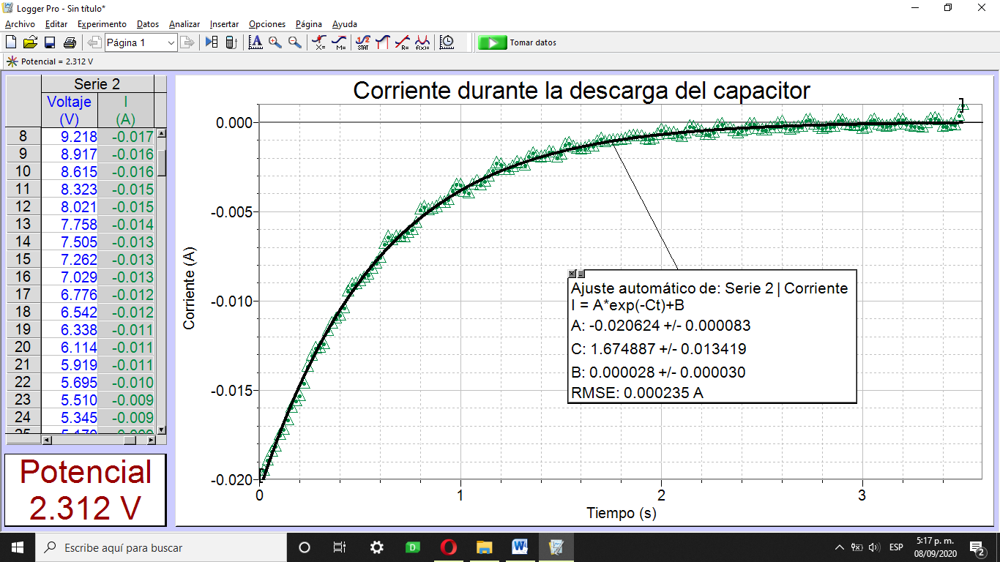 Logger Pro - Sin título*
Archivo Editar Experimento Datos Analizar Insertar Opciones Página Ayuda
Página 1
X= M= STAT R= f(x)=
Tomar datos
Potencial = 2.312 V
Serie 2
Voltaje I
(V) (A)
8 9.218 -0.017
9 8.917 -0.016
10 8.615 -0.016
11 8.323 -0.015
12 8.021 -0.015
13 7.758 -0.014
14 7.505 -0.013
15 7.262 -0.013
16 7.029 -0.013
17 6.776 -0.012
18 6.542 -0.012
19 6.338 -0.011
20 6.114 -0.011
21 5.919 -0.011
22 5.695 -0.010
23 5.510 -0.009
24 5.345 -0.009
Potencial
2.312 V
Corriente durante la descarga del capacitor
0.000
-0.005
-0.010
-0.015
-0.020
Corriente (A)
0 1 2 3
Tiempo (s)
Ajuste automático de: Serie 2 | Corriente
I = A*exp(-Ct)+B
A: -0.020624 +/- 0.000083
C: 1.674887 +/- 0.013419
B: 0.000028 +/- 0.000030
RMSE: 0.000235 A
Escribe aquí para buscar
ESP
5:17 p. m.
08/09/2020
2